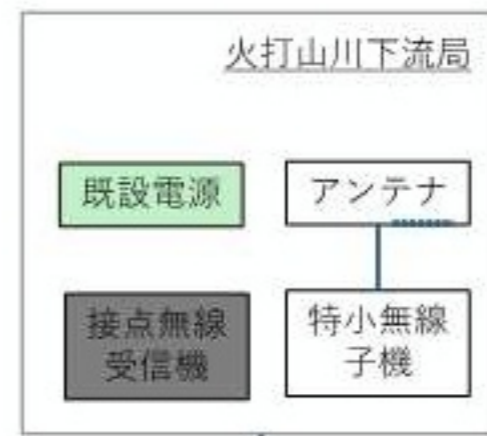 火打山川下流局
既設電源
アンテナ
接点無線
受信機
特小無線
子機